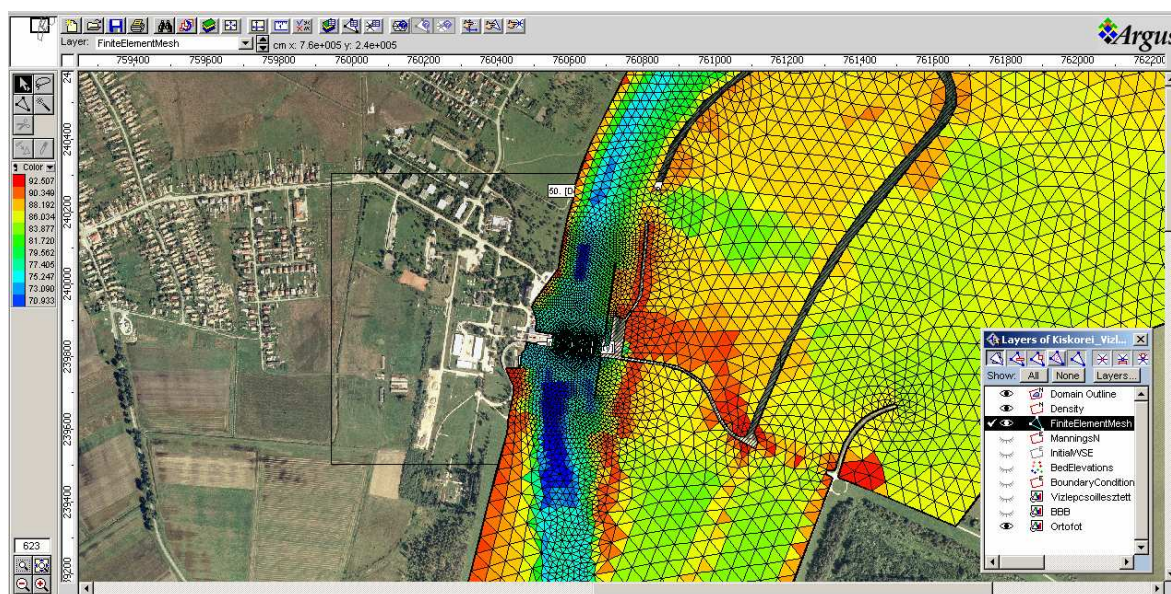 Layer: FiniteElementMesh cm x: 7.6e+005 y: 2.4e+005
Argus
759400 759600 759800 760000 760200 760400 760600 760800 761000 761200 761400 761600 761800 762000 762200
240400
240200
240000
239800
239600
239400
Color
92.507
90.349
88.192
86.034
83.877
81.720
79.562
77.405
75.247
73.090
70.933
50. [D
623
Layers of Kiskorei_Vizl...
Show: All None Layers...
Domain Outline
Density
FiniteElementMesh
ManningsN
InitialWSE
BedElevations
BoundaryCondition
Vizlepcsoillesztett
BBB
Ortofot